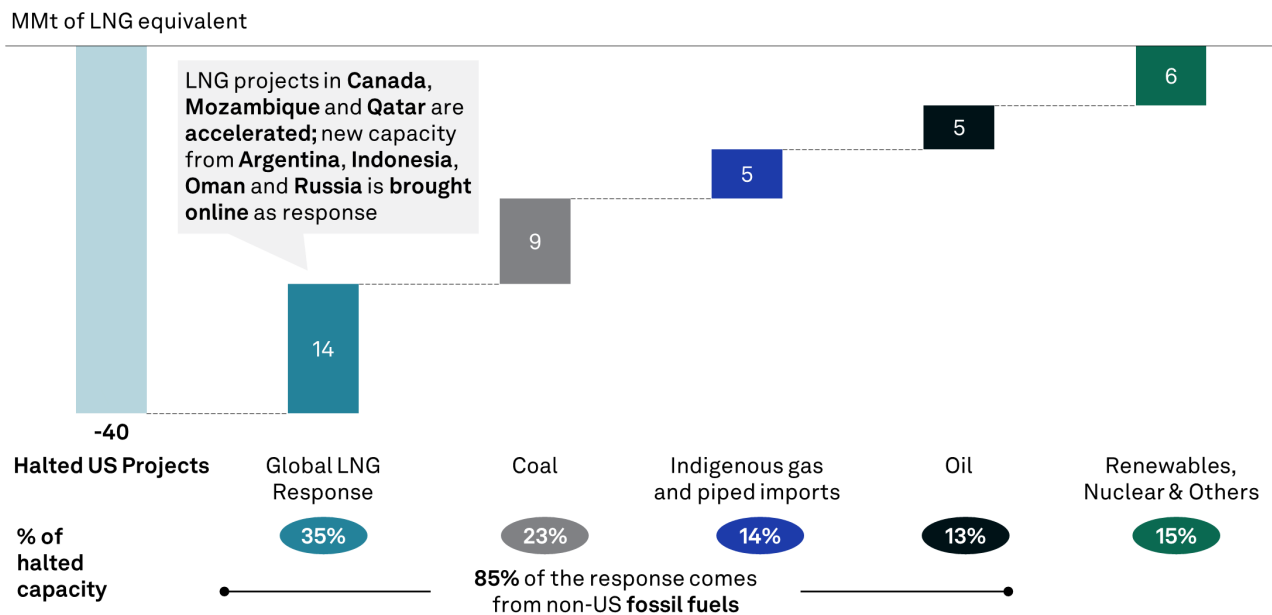 MMt of LNG equivalent
LNG projects in Canada,
Mozambique and Qatar are
accelerated; new capacity
from Argentina, Indonesia,
Oman and Russia is brought
online as response
6
5
5
9
14
-40
Halted US Projects
Global LNG
Response
Coal
Indigenous gas
and piped imports
Oil
Renewables,
Nuclear & Others
% of
halted
capacity
35%
23%
14%
13%
15%
85% of the response comes
from non-US fossil fuels